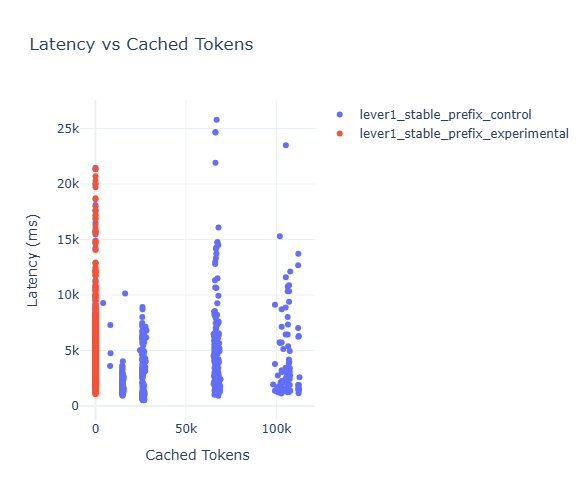 Latency vs Cached Tokens
lever1_stable_prefix_control
lever1_stable_prefix_experimental
25k
20k
15k
10k
5k
0
Latency (ms)
0
50k
100k
Cached Tokens